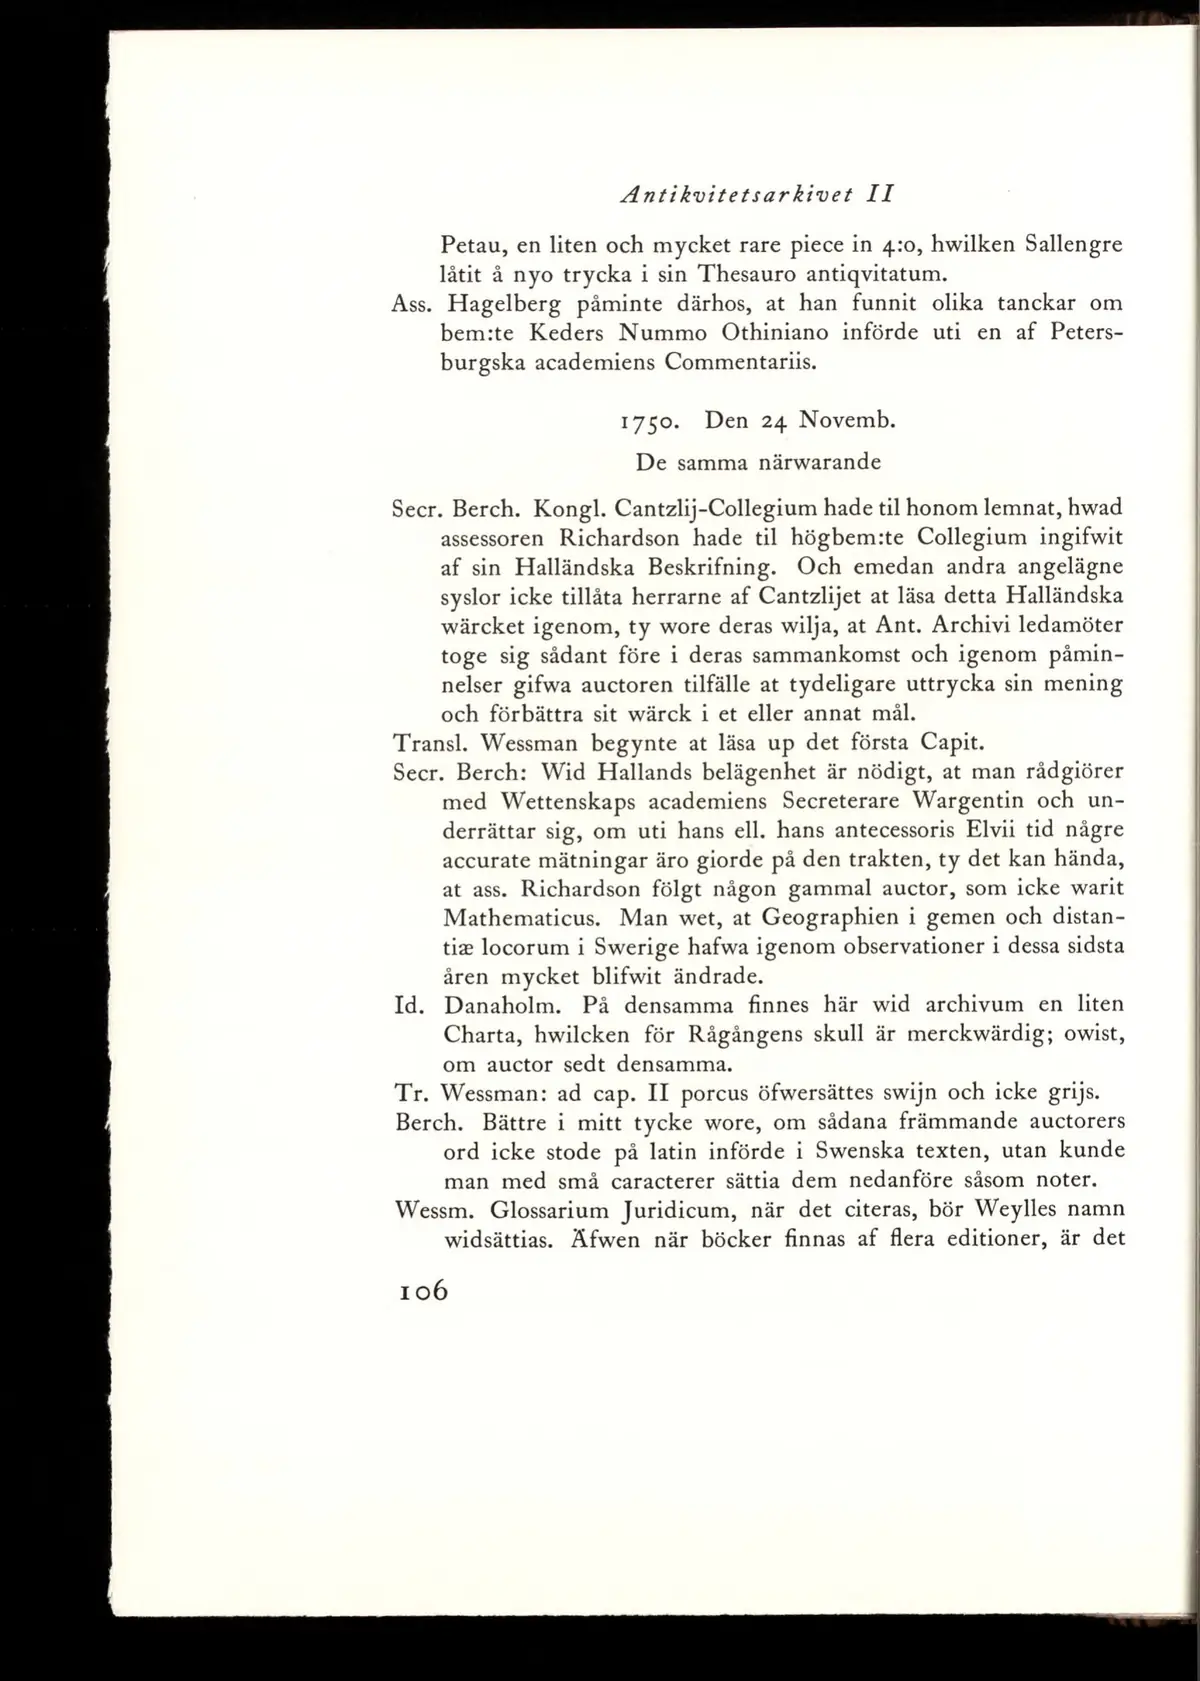 Antikvitetsarkivet II
Petau, en liten och mycket rare piece in 4:o, hwilken Sallengre
låtit å nyo trycka i sin Thesauro antiqvitatum.
Ass. Hagelberg påminte därhos, at han funnit olika tanckar om
bem:te Keders Nummo Othiniano införde uti en af Peters-
burgska academiens Commentariis.
1750. Den 24 Novemb.
De samma närwarande
Secr. Berch. Kongl. Cantzlij-Collegium hade til honom lemnat, hwad
assessoren Richardson hade til högbem:te Collegium ingifwit
af sin Halländska Beskrifning. Och emedan andra angelägne
syslor icke tillåta herrarne af Cantzlijet at läsa detta Halländska
wärcket igenom, ty wore deras wilja, at Ant. Archivi ledamöter
toge sig sådant före i deras sammankomst och igenom påmin-
nelser gifwa auctoren tilfälle at tydeligare uttrycka sin mening
och förbättra sit wärck i et eller annat mål.
Transl. Wessman begynte at läsa up det första Capit.
Secr. Berch: Wid Hallands belägenhet är nödigt, at man rådgiörer
med Wettenskaps academiens Secreterare Wargentin och un-
derrättar sig, om uti hans ell. hans antecessoris Elvii tid någre
accurate mätningar äro giorde på den trakten, ty det kan hända,
at ass. Richardson fölgt någon gammal auctor, som icke warit
Mathematicus. Man wet, at Geographien i gemen och distan-
tiæ locorum i Swerige hafwa igenom observationer i dessa sidsta
åren mycket blifwit ändrade.
Id. Danaholm. På densamma finnes här wid archivum en liten
Charta, hwilcken för Rågångens skull är merckwärdig; owist,
om auctor sedt densamma.
Tr. Wessman: ad cap. II porcus öfwersättes swijn och icke grijs.
Berch. Bättre i mitt tycke wore, om sådana främmande auctorers
ord icke stode på latin införde i Swenska texten, utan kunde
man med små caracterer sättia dem nedanföre såsom noter.
Wessm. Glossarium Juridicum, när det citeras, bör Weylles namn
widsättias. Äfwen när böcker finnas af flera editioner, är det
106